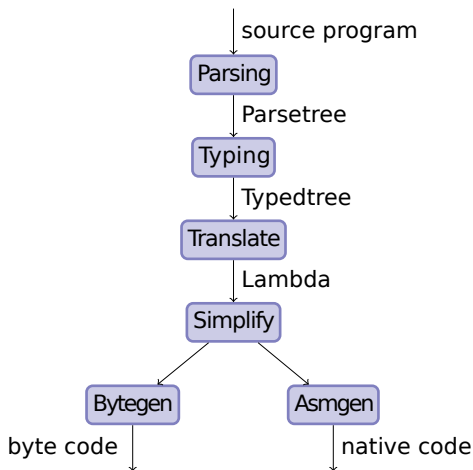 source program
Parsing
Parsetree
Typing
Typedtree
Translate
Lambda
Simplify
Bytegen
Asmgen
byte code
native code